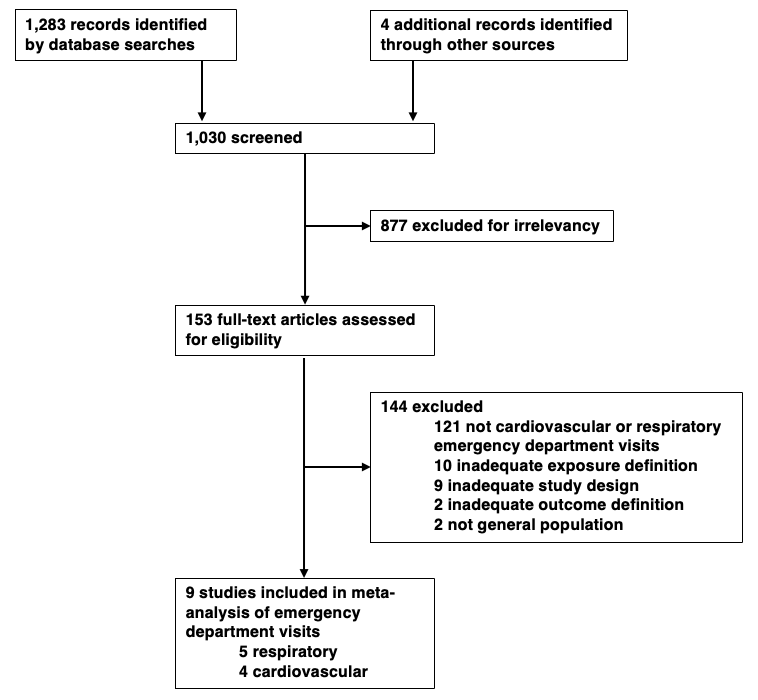 1,283 records identified
by database searches
4 additional records identified
through other sources
1,030 screened
877 excluded for irrelevancy
153 full-text articles assessed
for eligibility
144 excluded
121 not cardiovascular or respiratory
emergency department visits
10 inadequate exposure definition
9 inadequate study design
2 inadequate outcome definition
2 not general population
9 studies included in meta-
analysis of emergency
department visits
5 respiratory
4 cardiovascular